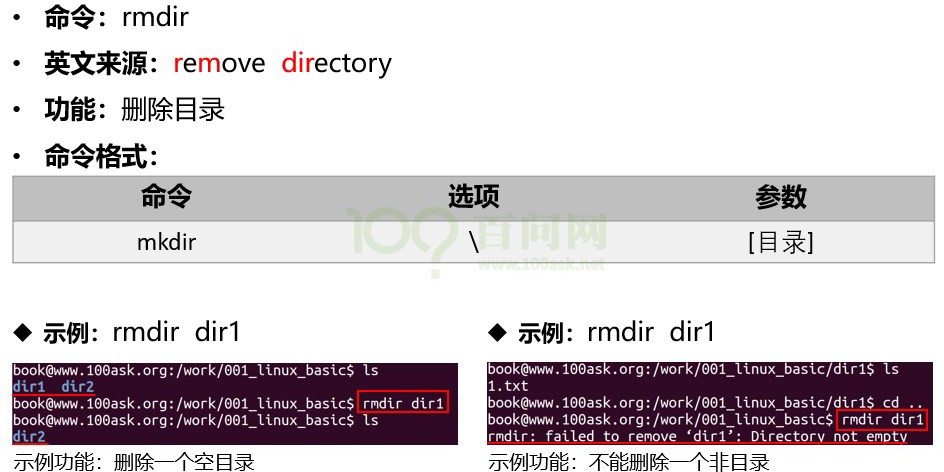 • 命令：rmdir
• 英文来源：remove directory
• 功能：删除目录
• 命令格式：
命令 选项 参数
mkdir \ [目录]
100? 百问网
www.100ask.net
◆ 示例：rmdir dir1
book@www.100ask.org:/work/001_linux_basic$ ls
dir1 dir2
book@www.100ask.org:/work/001_linux_basic$ rmdir dir1
book@www.100ask.org:/work/001_linux_basic$ ls
dir2
示例功能：删除一个空目录
◆ 示例：rmdir dir1
book@www.100ask.org:/work/001_linux_basic/dir1$ ls
1.txt
book@www.100ask.org:/work/001_linux_basic/dir1$ cd ..
book@www.100ask.org:/work/001_linux_basic$ rmdir dir1
rmdir: failed to remove ‘dir1’: Directory not empty
示例功能：不能删除一个非目录